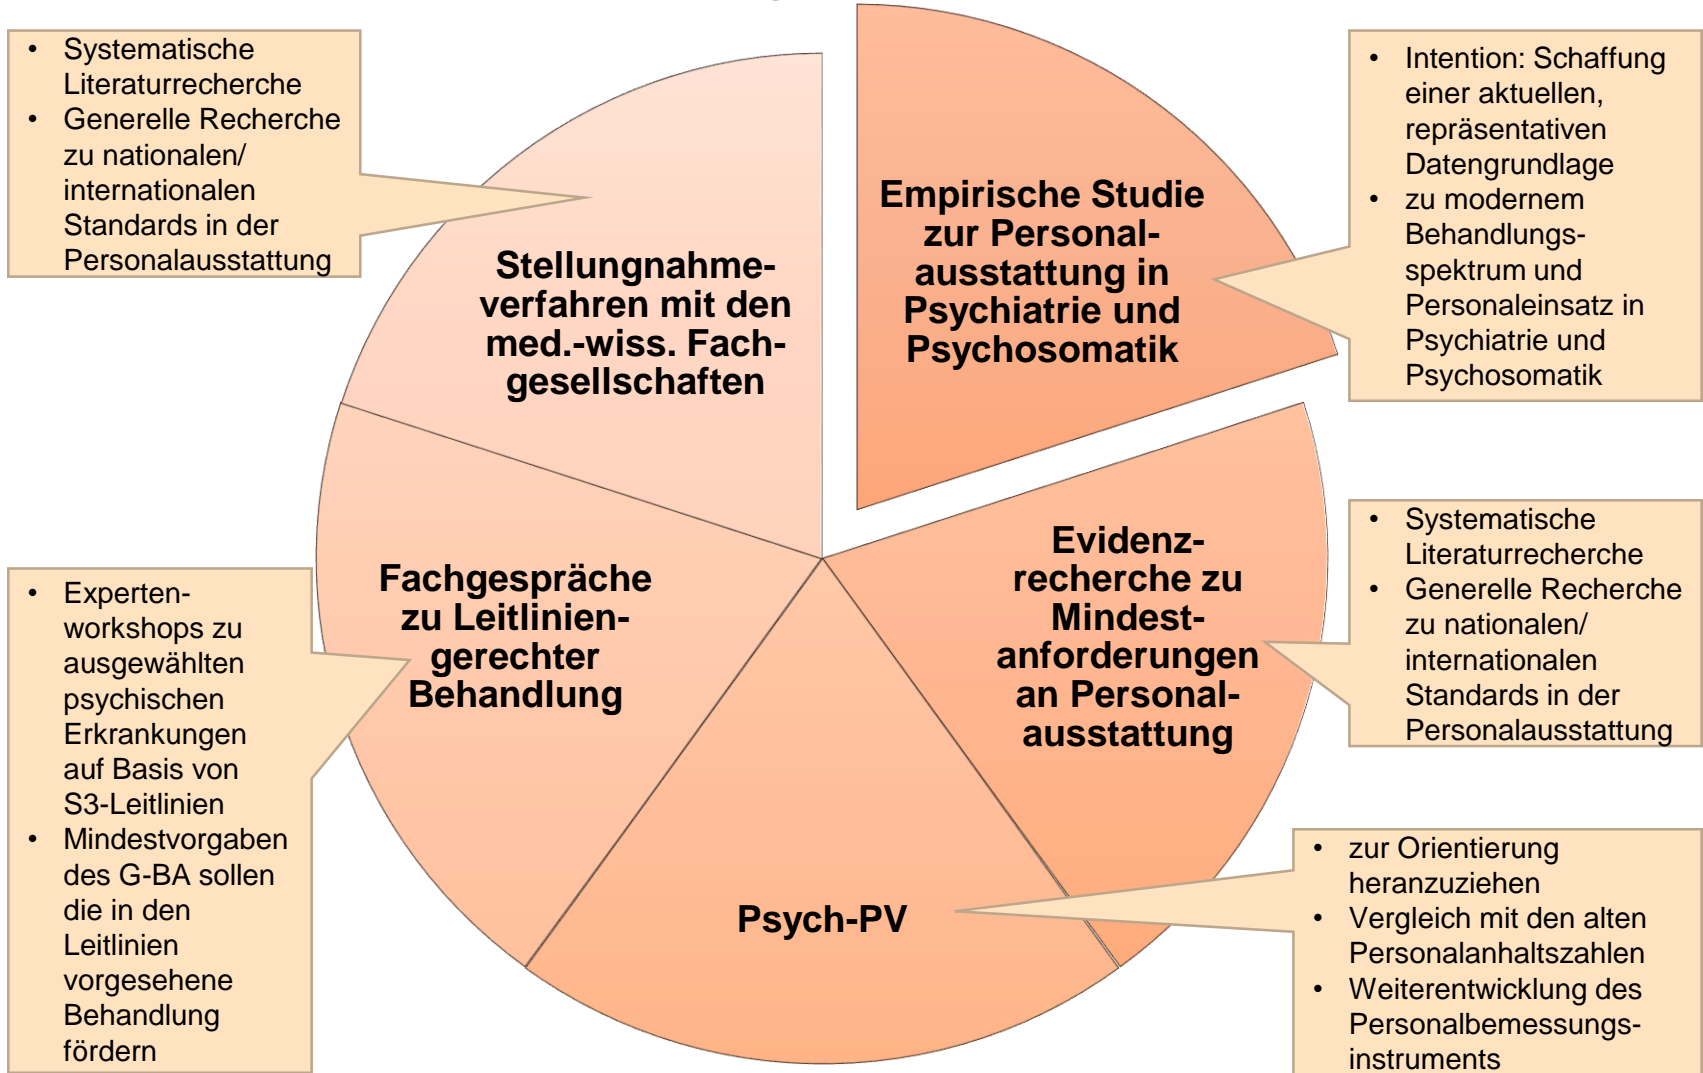 • Systematische
Literaturrecherche
• Generelle Recherche
zu nationalen/
internationalen
Standards in der
Personalausstattung
Stellungnahme-
verfahren mit den
med.-wiss. Fach-
gesellschaften
Empirische Studie
zur Personal-
ausstattung in
Psychiatrie und
Psychosomatik
• Intention: Schaffung
einer aktuellen,
repräsentativen
Datengrundlage
• zu modernem
Behandlungs-
spektrum und
Personaleinsatz in
Psychiatrie und
Psychosomatik
• Experten-
workshops zu
ausgewählten
psychischen
Erkrankungen
auf Basis von
S3-Leitlinien
• Mindestvorgaben
des G-BA sollen
die in den
Leitlinien
vorgesehene
Behandlung
fördern
Fachgespräche
zu Leitlinien-
gerechter
Behandlung
Evidenz-
recherche zu
Mindest-
anforderungen
an Personal-
ausstattung
• Systematische
Literaturrecherche
• Generelle Recherche
zu nationalen/
internationalen
Standards in der
Personalausstattung
Psych-PV
• zur Orientierung
heranzuziehen
• Vergleich mit den alten
Personalanhaltszahlen
• Weiterentwicklung des
Personalbemessungs-
instruments